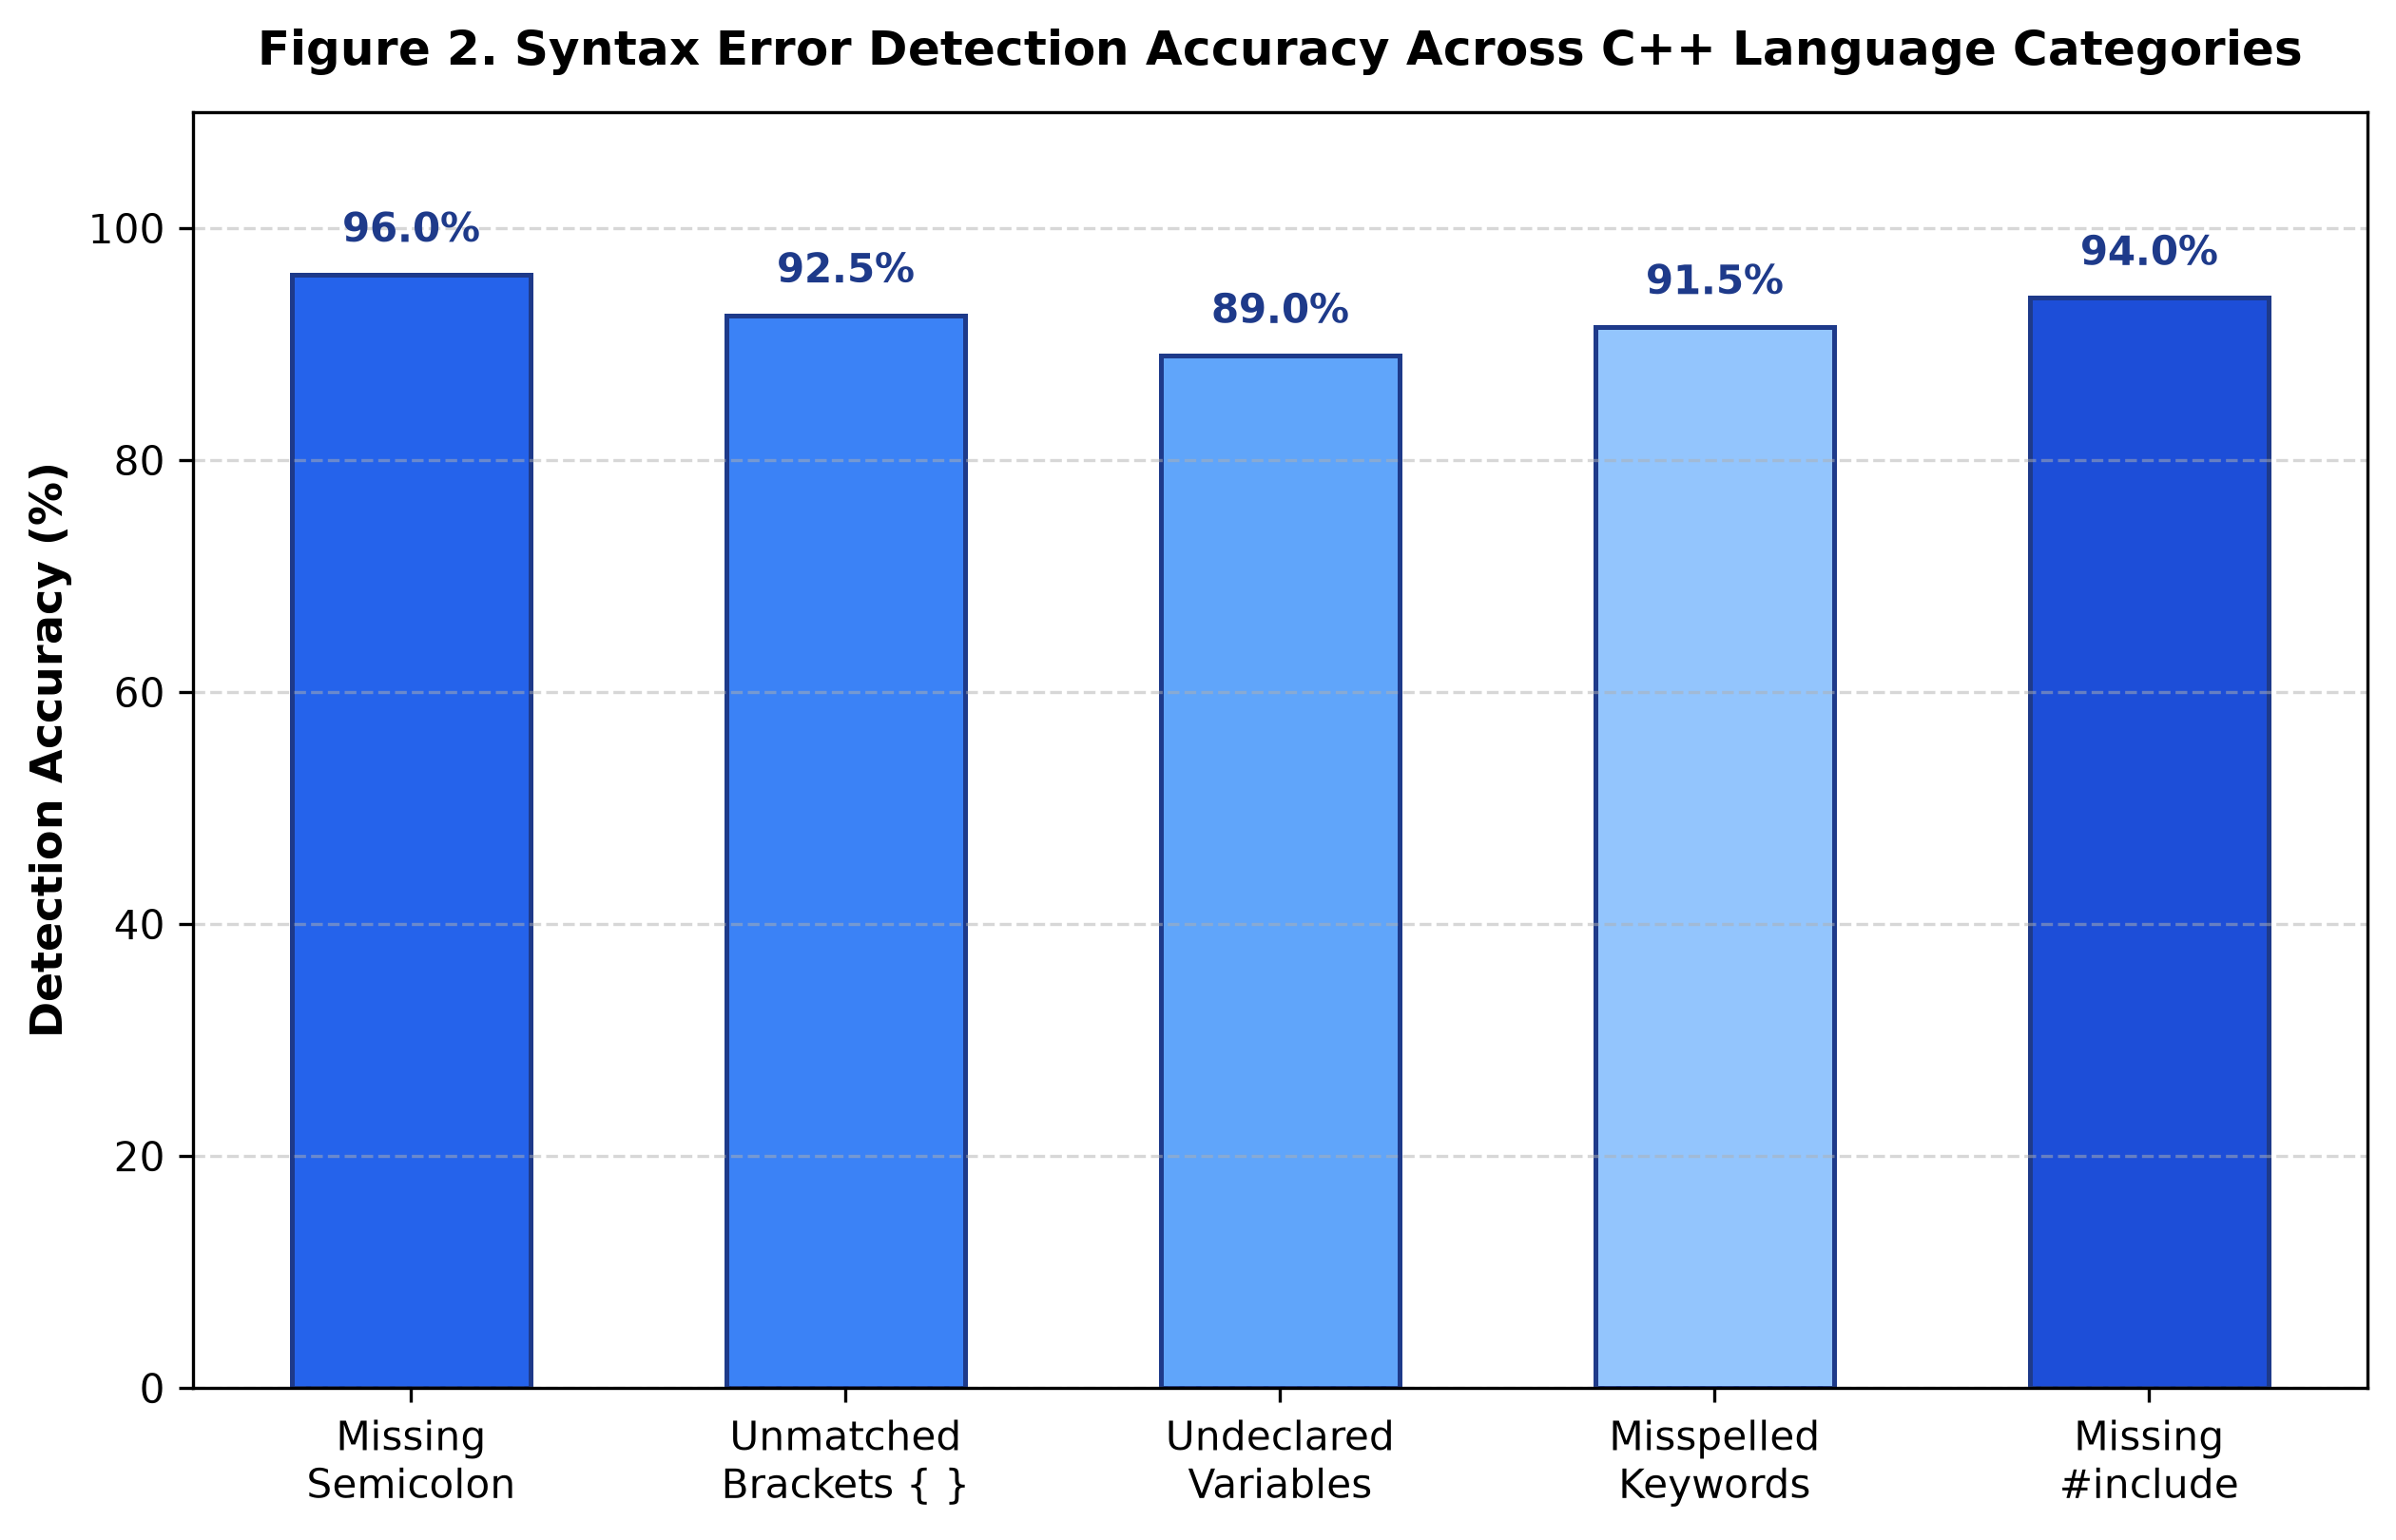 Figure 2. Syntax Error Detection Accuracy Across C++ Language Categories
Detection Accuracy (%)
100
80
60
40
20
0
96.0%
92.5%
89.0%
91.5%
94.0%
Missing
Semicolon
Unmatched
Brackets { }
Undeclared
Variables
Misspelled
Keywords
Missing
#include